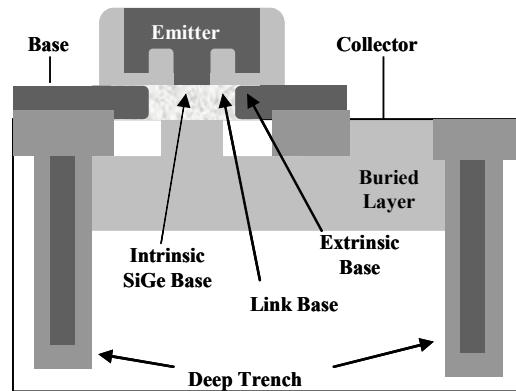 Emitter
Base
Collector
Buried
Layer
Intrinsic
SiGe Base
Extrinsic
Base
Link Base
Deep Trench